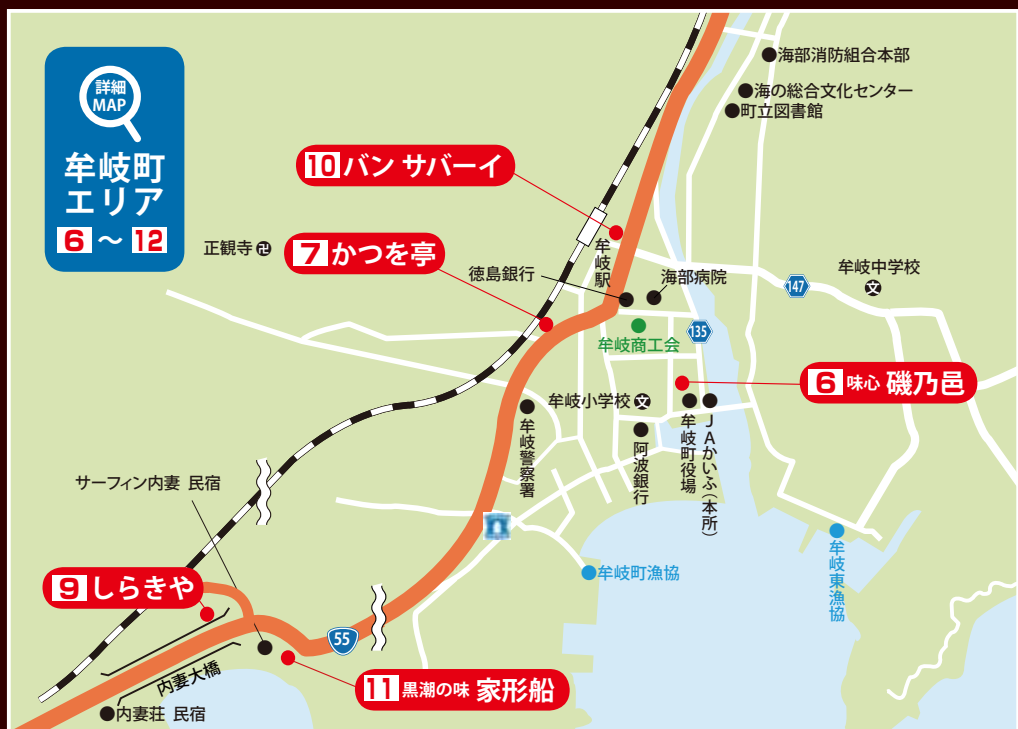 詳細
MAP
牟岐町
エリア
6 〜 12
海部消防組合本部
海の総合文化センター
町立図書館
10 バン サバーイ
正観寺
7 かつを亭
牟岐駅
徳島銀行
海部病院
147
牟岐中学校
文
牟岐商工会
135
6 味心 磯乃邑
牟岐小学校 文
牟岐警察署
阿波銀行
牟岐町役場
JAかいふ(本所)
サーフィン内妻 民宿
牟岐町漁協
牟岐東漁協
9 しらきや
55
内妻大橋
11 黒潮の味 家形船
内妻荘 民宿